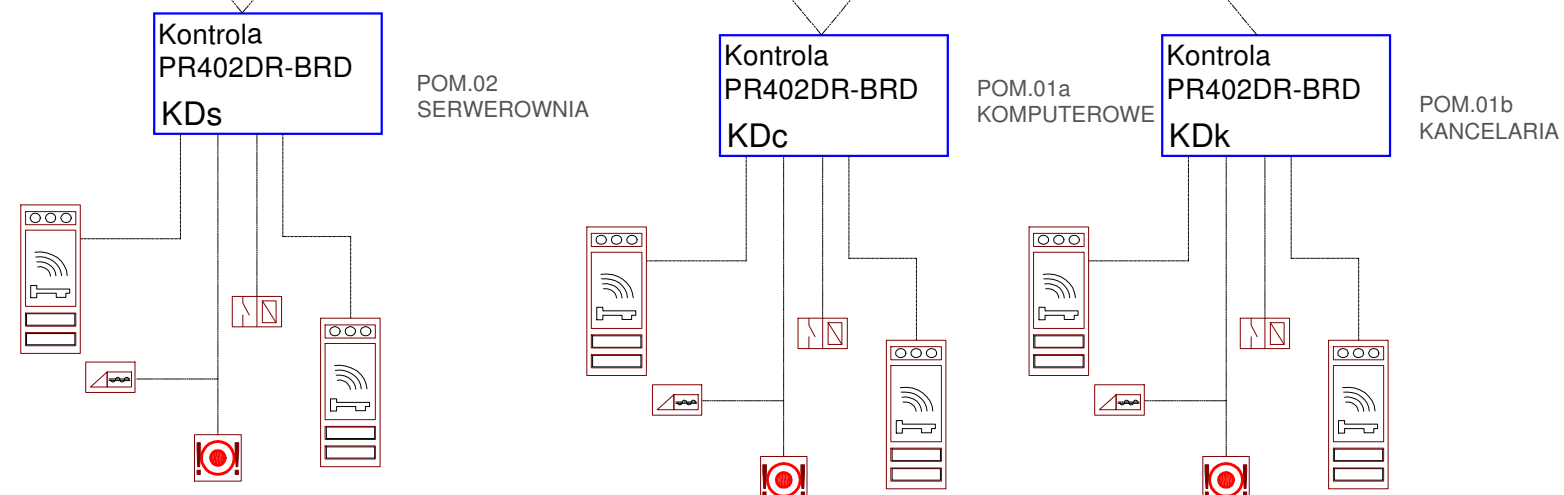 Kontrola
PR402DR-BRD
KDs
POM.02
SERWEROWNIA
Kontrola
PR402DR-BRD
KDc
POM.01a
KOMPUTEROWE
Kontrola
PR402DR-BRD
KDk
POM.01b
KANCELARIA